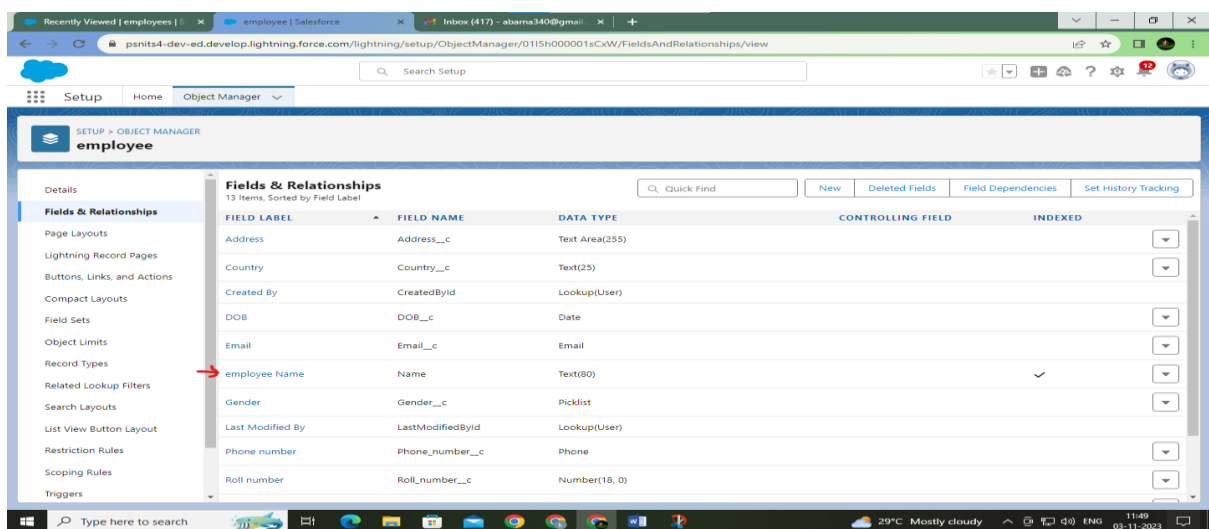 Recently Viewed | employees | S
employee | Salesforce
Inbox (417) - abarna340@gmail.
psnits4-dev-ed.develop.lightning.force.com/lightning/setup/ObjectManager/01I5h000001sCxW/FieldsAndRelationships/view
Search Setup
12
Setup
Home
Object Manager
SETUP > OBJECT MANAGER
employee
Details
Fields & Relationships
Page Layouts
Lightning Record Pages
Buttons, Links, and Actions
Compact Layouts
Field Sets
Object Limits
Record Types
Related Lookup Filters
Search Layouts
List View Button Layout
Restriction Rules
Scoping Rules
Triggers
Fields & Relationships
13 Items, Sorted by Field Label
Quick Find
New
Deleted Fields
Field Dependencies
Set History Tracking
FIELD LABEL FIELD NAME DATA TYPE CONTROLLING FIELD INDEXED
Address Address__c Text Area(255)
Country Country__c Text(25)
Created By CreatedById Lookup(User)
DOB DOB__c Date
Email Email__c Email
employee Name Name Text(80)
Gender Gender__c Picklist
Last Modified By LastModifiedById Lookup(User)
Phone number Phone_number__c Phone
Roll number Roll_number__c Number(18, 0)
Type here to search
29°C Mostly cloudy
ENG
11:49
03-11-2023